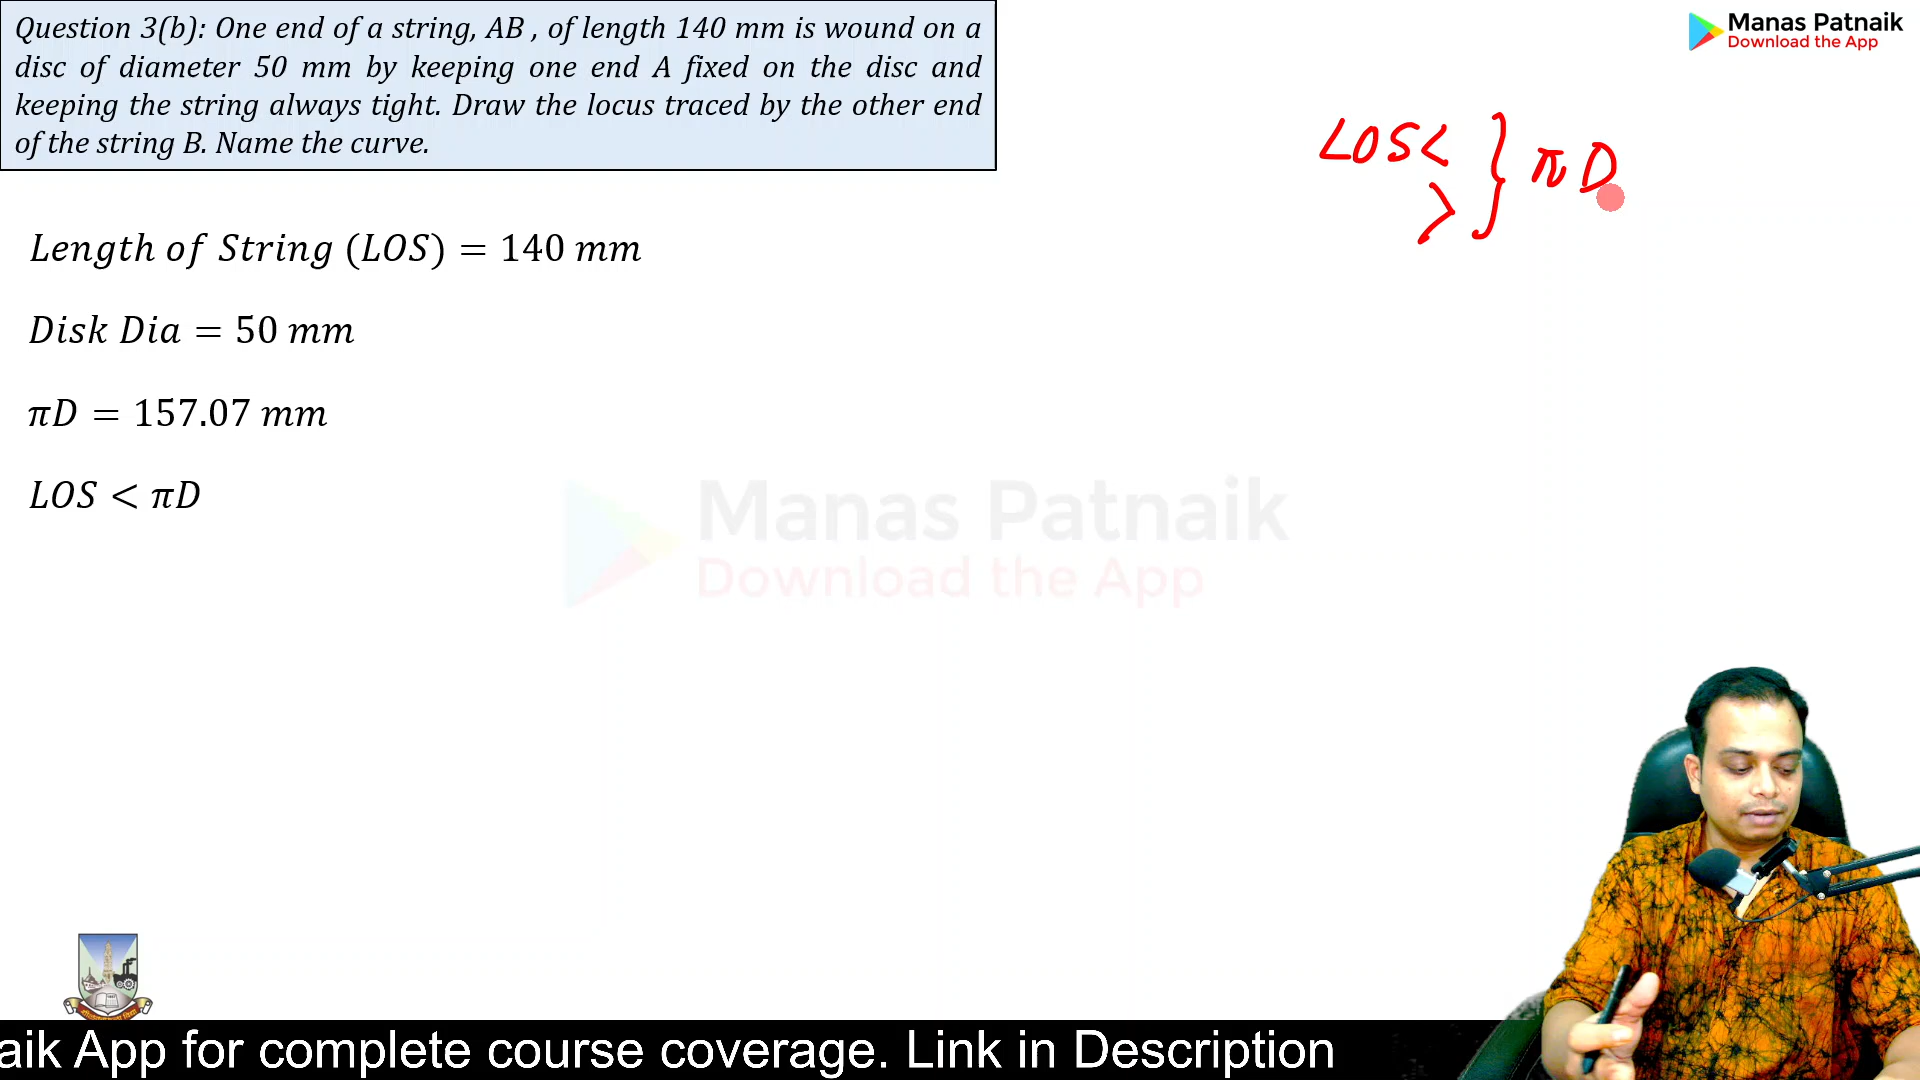 Question 3(b): One end of a string, AB , of length 140 mm is wound on a
disc of diameter 50 mm by keeping one end A fixed on the disc and
keeping the string always tight. Draw the locus traced by the other end
of the string B. Name the curve.
Manas Patnaik
Download the App
LOS <
>
} πD
Length of String (LOS) = 140 mm
Disk Dia = 50 mm
πD = 157.07 mm
LOS < πD
Manas Patnaik
Download the App
aik App for complete course coverage. Link in Description